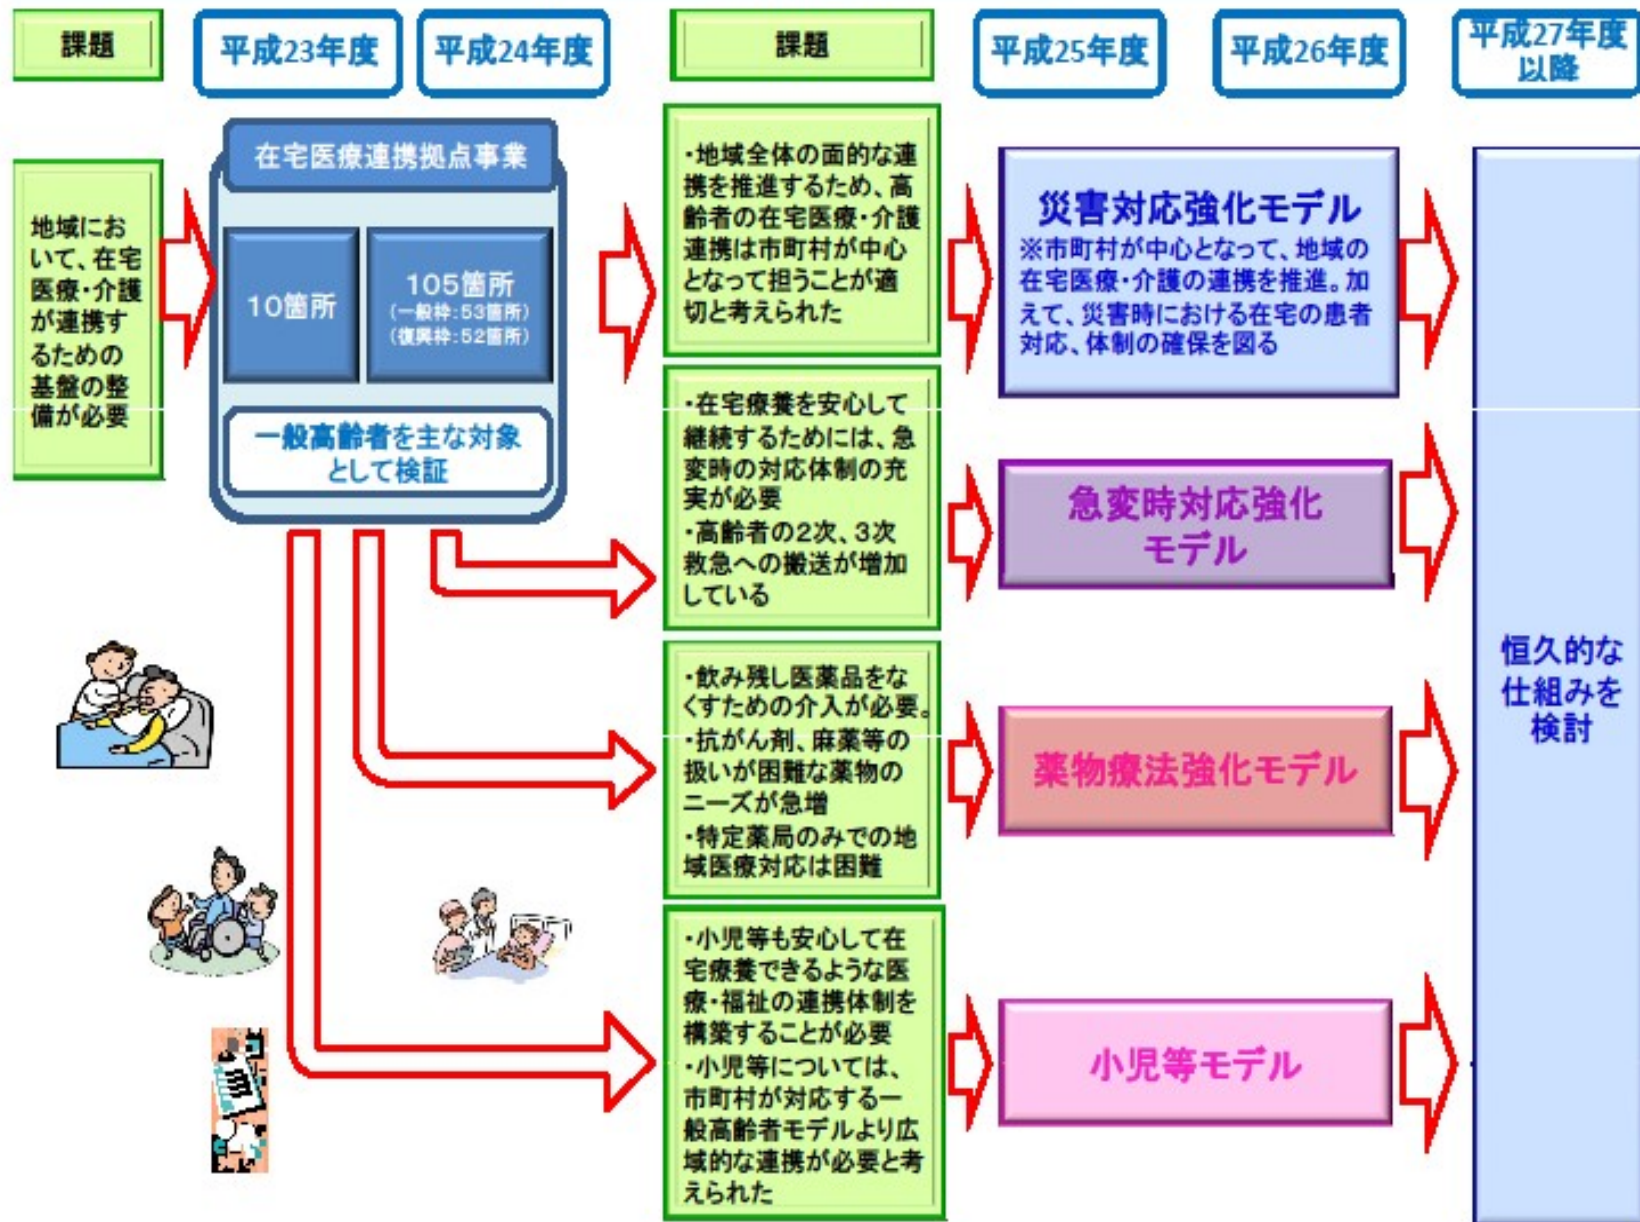 課題
平成23年度
平成24年度
課題
平成25年度
平成26年度
平成27年度
以降
地域にお
いて、在宅
医療・介護
が連携す
るための
基盤の整
備が必要
在宅医療連携拠点事業
10箇所
105箇所
(一般枠:53箇所)
(復興枠:52箇所)
一般高齢者を主な対象
として検証
・地域全体の面的な連
携を推進するため、高
齢者の在宅医療・介護
連携は市町村が中心
となって担うことが適
切と考えられた
災害対応強化モデル
※市町村が中心となって、地域の
在宅医療・介護の連携を推進。加
えて、災害時における在宅の患者
対応、体制の確保を図る
・在宅療養を安心して
継続するためには、急
変時の対応体制の充
実が必要
・高齢者の2次、3次
救急への搬送が増加
している
急変時対応強化
モデル
・飲み残し医薬品をな
くすための介入が必要。
・抗がん剤、麻薬等の
扱いが困難な薬物の
ニーズが急増
・特定薬局のみでの地
域医療対応は困難
薬物療法強化モデル
・小児等も安心して在
宅療養できるような医
療・福祉の連携体制を
構築することが必要
・小児等については、
市町村が対応する一
般高齢者モデルより広
域的な連携が必要と考
えられた
小児等モデル
恒久的な
仕組みを
検討